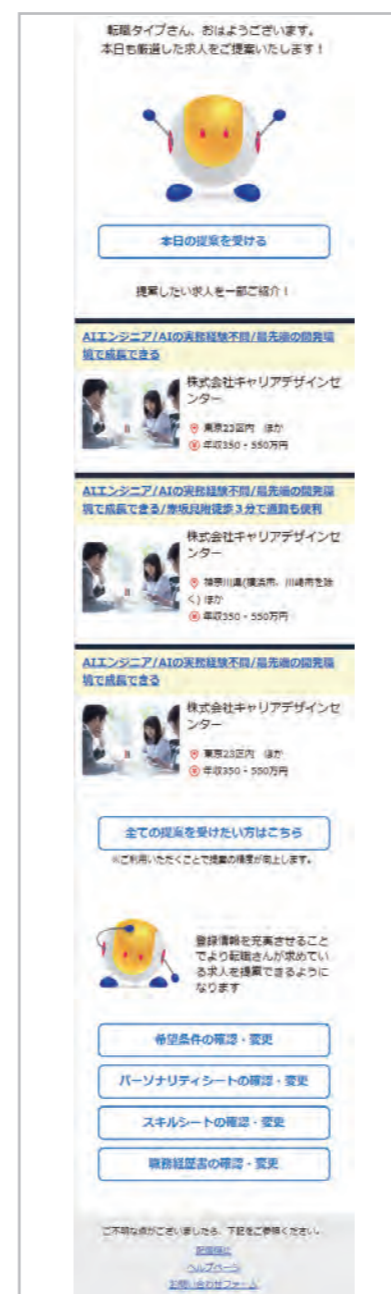 転職タイプさん、おはようございます。
本日も厳選した求人をご提案いたします！
本日の提案を受ける
提案したい求人を一部ご紹介！
AIエンジニア/AIの実務経験不問/最先端の開発環
境で成長できる
株式会社キャリアデザインセ
ンター
東京23区内 ほか
年収350・550万円
AIエンジニア/AIの実務経験不問/最先端の開発環
境で成長できる/赤坂見附徒歩３分で通勤も便利
株式会社キャリアデザインセ
ンター
神奈川県(横浜市、川崎市を除
く) ほか
年収350・550万円
AIエンジニア/AIの実務経験不問/最先端の開発環
境で成長できる
株式会社キャリアデザインセ
ンター
東京23区内 ほか
年収350・550万円
全ての提案を受けたい方はこちら
※ご利用いただくことで提案の精度が向上します。
登録情報を充実させること
でより転職さんが求めてい
る求人を提案できるように
なります
希望条件の確認・変更
パーソナリティシートの確認・変更
スキルシートの確認・変更
職務経歴書の確認・変更
ご不明な点がございましたら、下記をご参照ください。
配信停止
ヘルプページ
お問い合わせフォーム